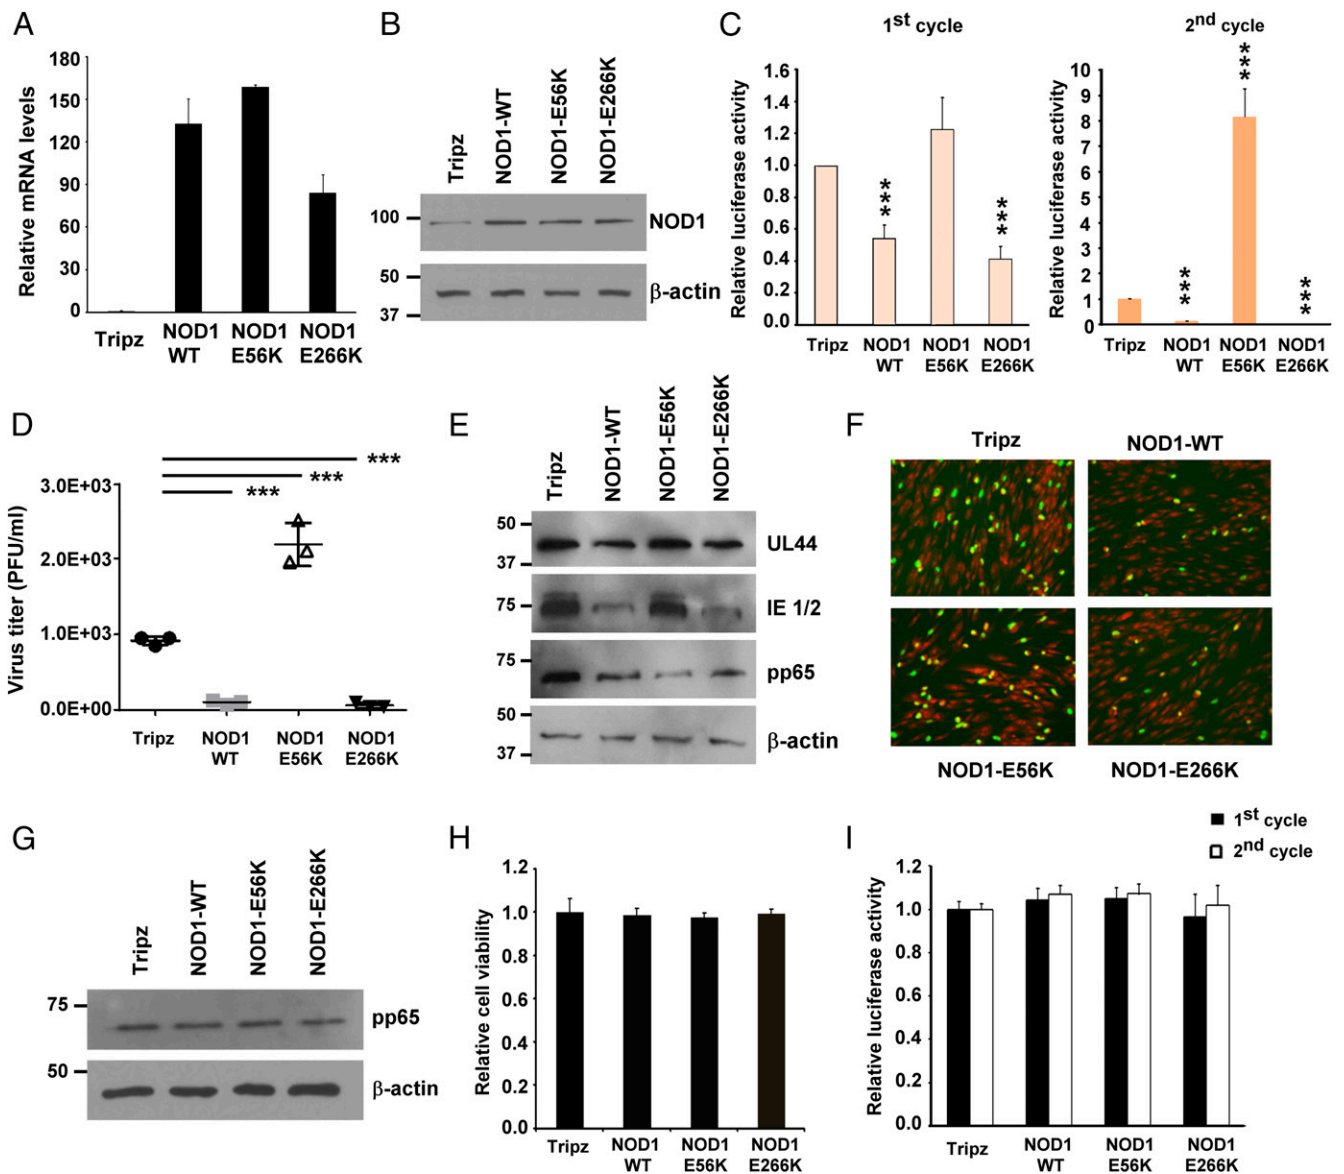 A
Relative mRNA levels
180
150
120
90
60
30
0
Tripz
NOD1 WT
NOD1 E56K
NOD1 E266K
B
Tripz
NOD1-WT
NOD1-E56K
NOD1-E266K
100
NOD1
50
β-actin
37
C
1st cycle
Relative luciferase activity
1.6
1.4
1.2
1.0
0.8
0.6
0.4
0.2
0.0
***
***
Tripz
NOD1 WT
NOD1 E56K
NOD1 E266K
2nd cycle
Relative luciferase activity
10
9
8
7
6
5
4
3
2
1
0
***
***
***
Tripz
NOD1 WT
NOD1 E56K
NOD1 E266K
D
Virus titer (PFU/ml)
3.0E+03
2.0E+03
1.0E+03
0.0E+00
***
***
***
Tripz
NOD1 WT
NOD1 E56K
NOD1 E266K
E
Tripz
NOD1-WT
NOD1-E56K
NOD1-E266K
50
UL44
37
75
IE 1/2
75
pp65
50
β-actin
37
F
Tripz
NOD1-WT
NOD1-E56K
NOD1-E266K
G
Tripz
NOD1-WT
NOD1-E56K
NOD1-E266K
75
pp65
50
β-actin
H
Relative cell viability
1.2
1.0
0.8
0.6
0.4
0.2
0.0
Tripz
NOD1 WT
NOD1 E56K
NOD1 E266K
I
1st cycle
2nd cycle
Relative luciferase activity
1.2
1.0
0.8
0.6
0.4
0.2
0.0
Tripz
NOD1 WT
NOD1 E56K
NOD1 E266K